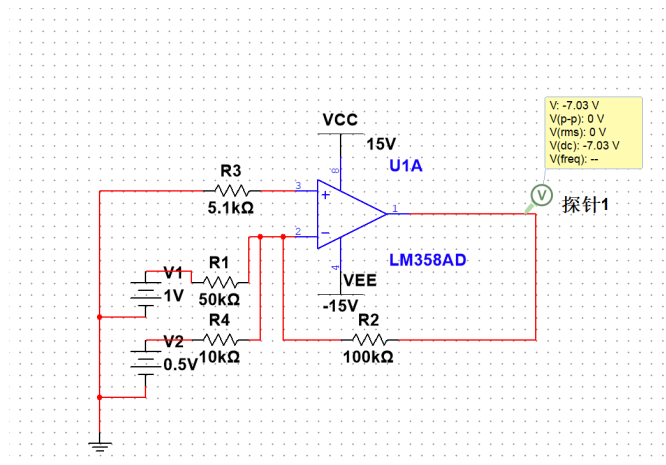 V: -7.03 V
V(p-p): 0 V
V(rms): 0 V
V(dc): -7.03 V
V(freq): --
VCC
15V
U1A
R3
5.1kΩ
3
8
+
1
V
探针1
2
−
4
LM358AD
V1
1V
R1
50kΩ
VEE
-15V
V2
0.5V
R4
10kΩ
R2
100kΩ